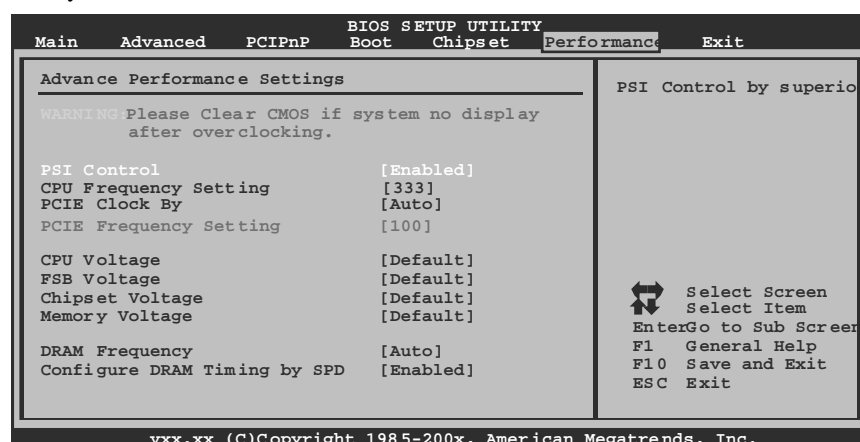 BIOS SETUP UTILITY
Main Advanced PCIPnP Boot Chipset Performance Exit
Advance Performance Settings
WARNING:Please Clear CMOS if system no display
after overclocking.
PSI Control [Enabled]
CPU Frequency Setting [333]
PCIE Clock By [Auto]
PCIE Frequency Setting [100]
CPU Voltage [Default]
FSB Voltage [Default]
Chipset Voltage [Default]
Memory Voltage [Default]
DRAM Frequency [Auto]
Configure DRAM Timing by SPD [Enabled]
PSI Control by superio
Select Screen
Select Item
EnterGo to Sub Screen
F1 General Help
F10 Save and Exit
ESC Exit
vxx.xx (C)Copyright 1985-200x, American Megatrends, Inc.